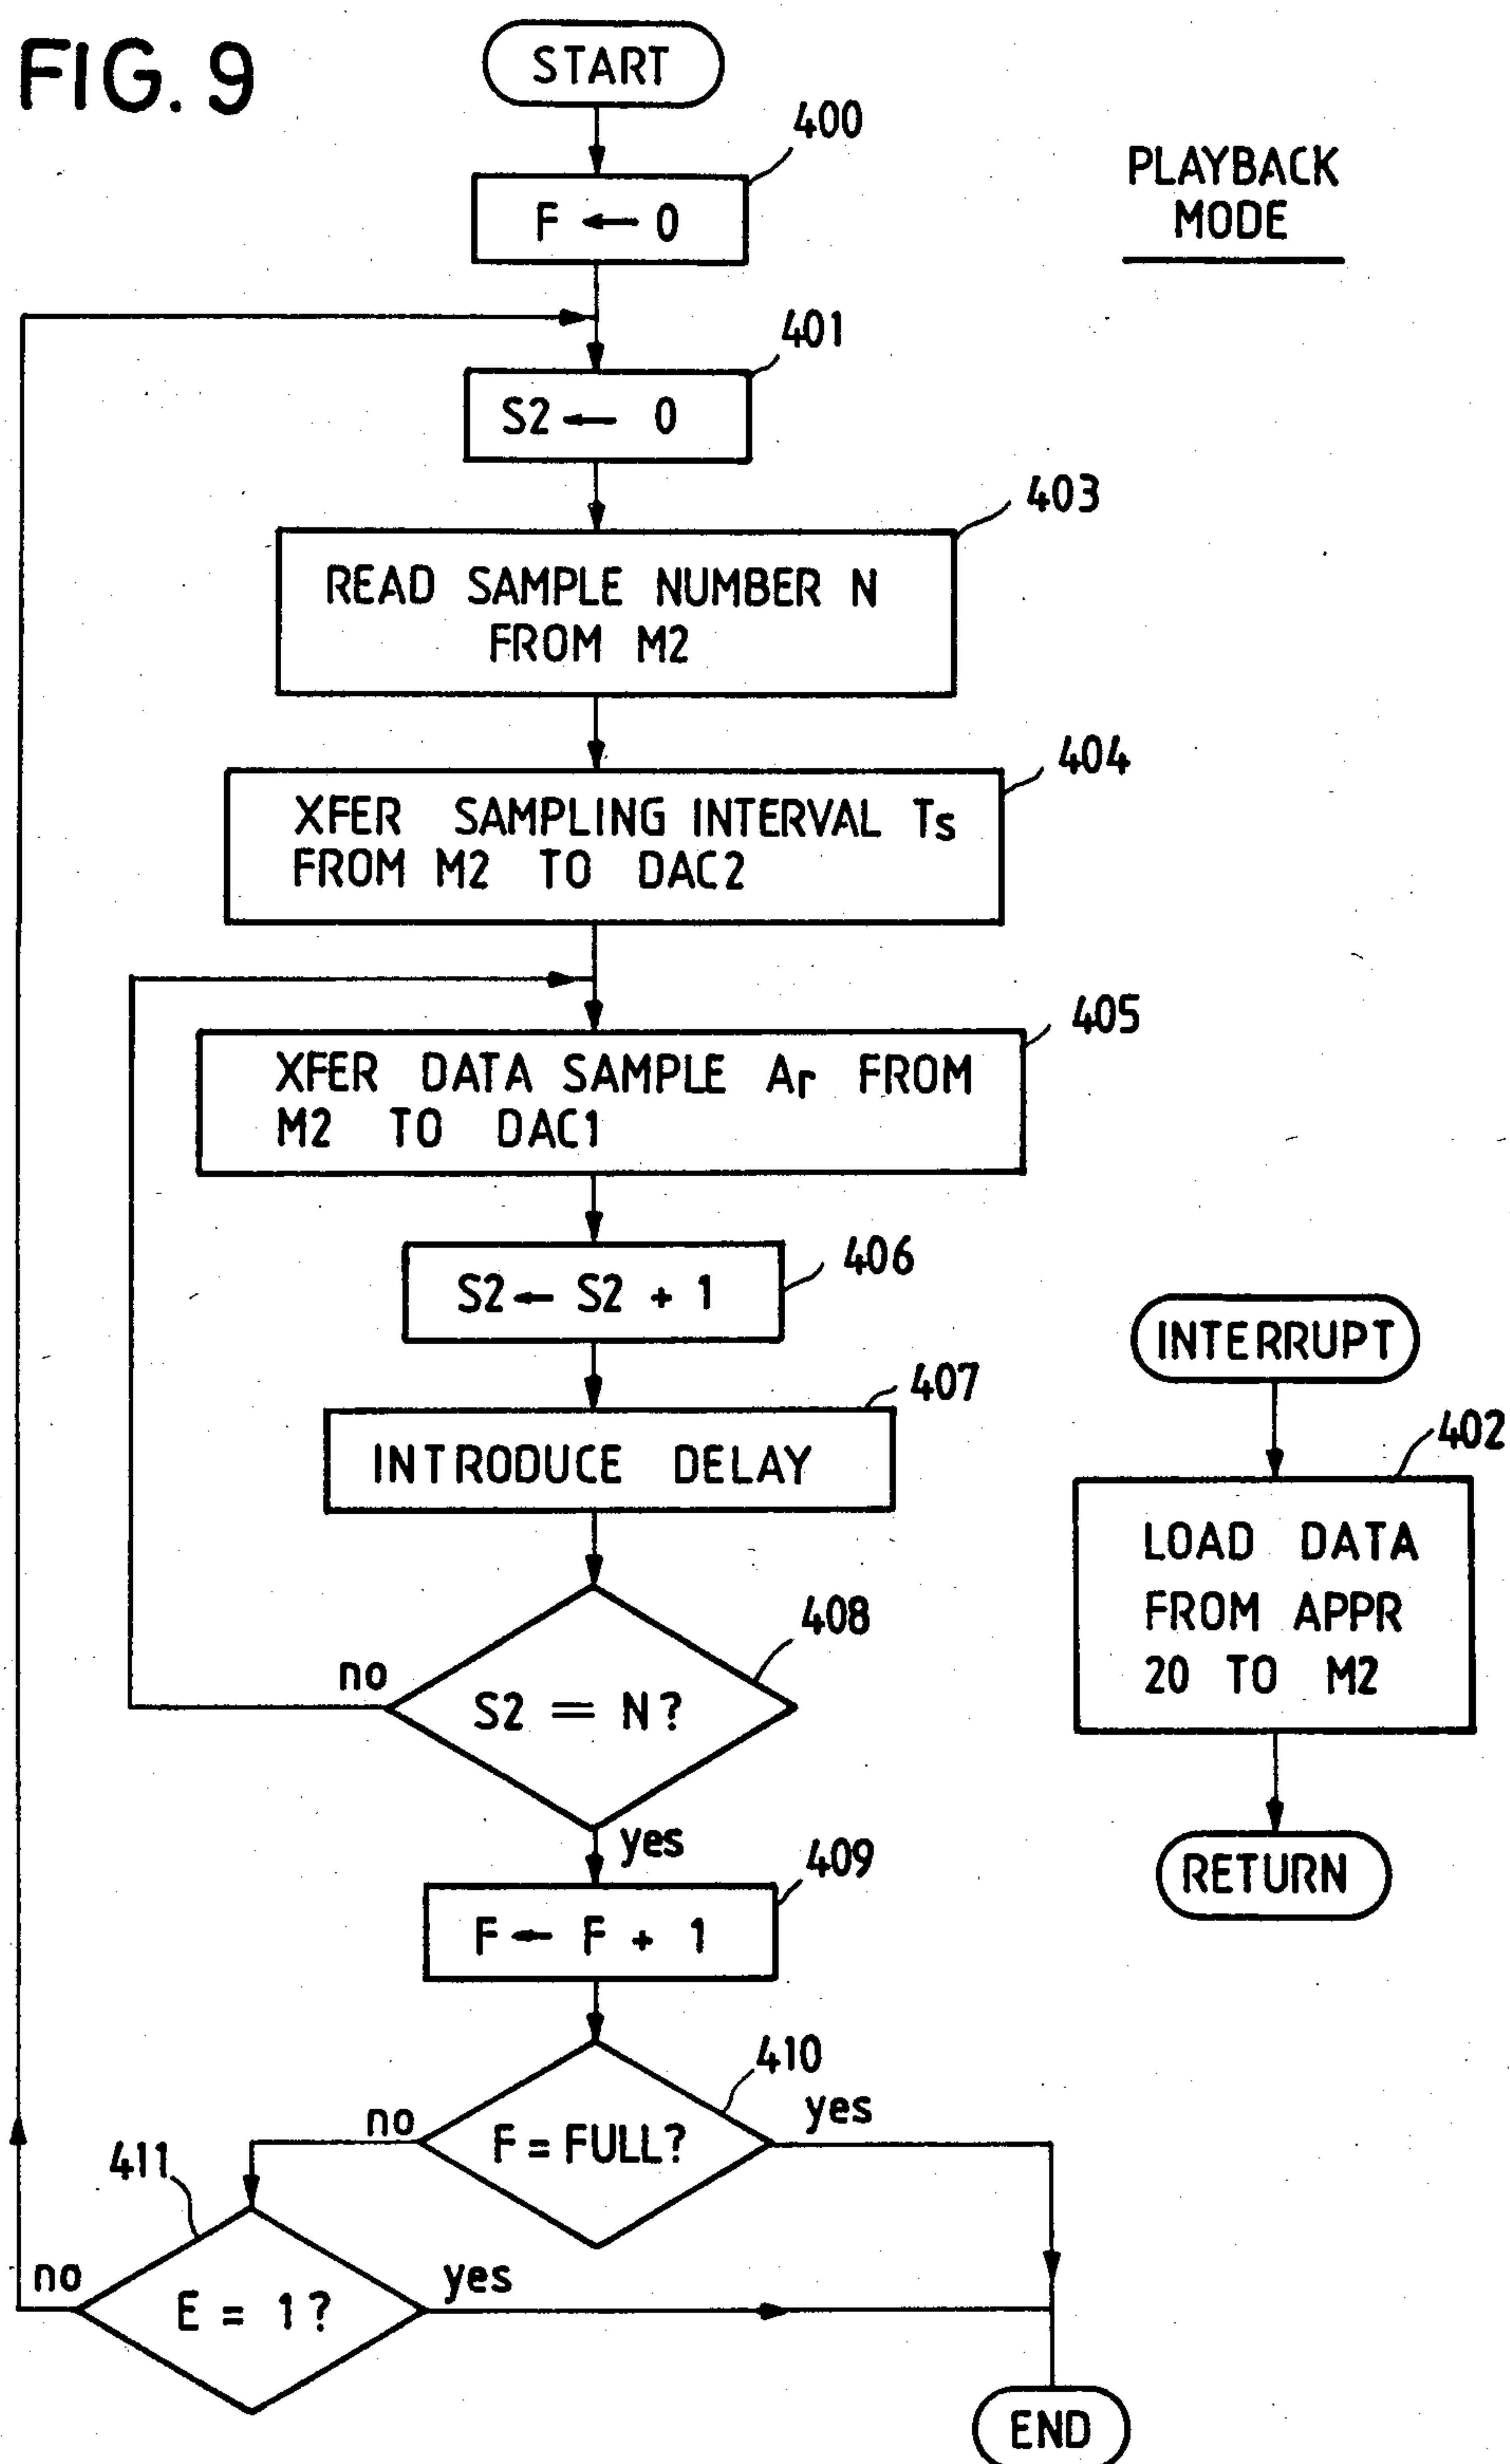 FIG. 9
START
400
PLAYBACK
MODE
F ← 0
401
S2 ← 0
403
READ SAMPLE NUMBER N
FROM M2
404
XFER SAMPLING INTERVAL Ts
FROM M2 TO DAC2
405
XFER DATA SAMPLE Ar FROM
M2 TO DAC1
406
S2 ← S2 + 1
INTERRUPT
407
INTRODUCE DELAY
402
LOAD DATA
FROM APPR
20 TO M2
408
no
S2 = N?
yes
RETURN
409
F ← F + 1
410
no
yes
F = FULL?
411
no
yes
E = 1?
END